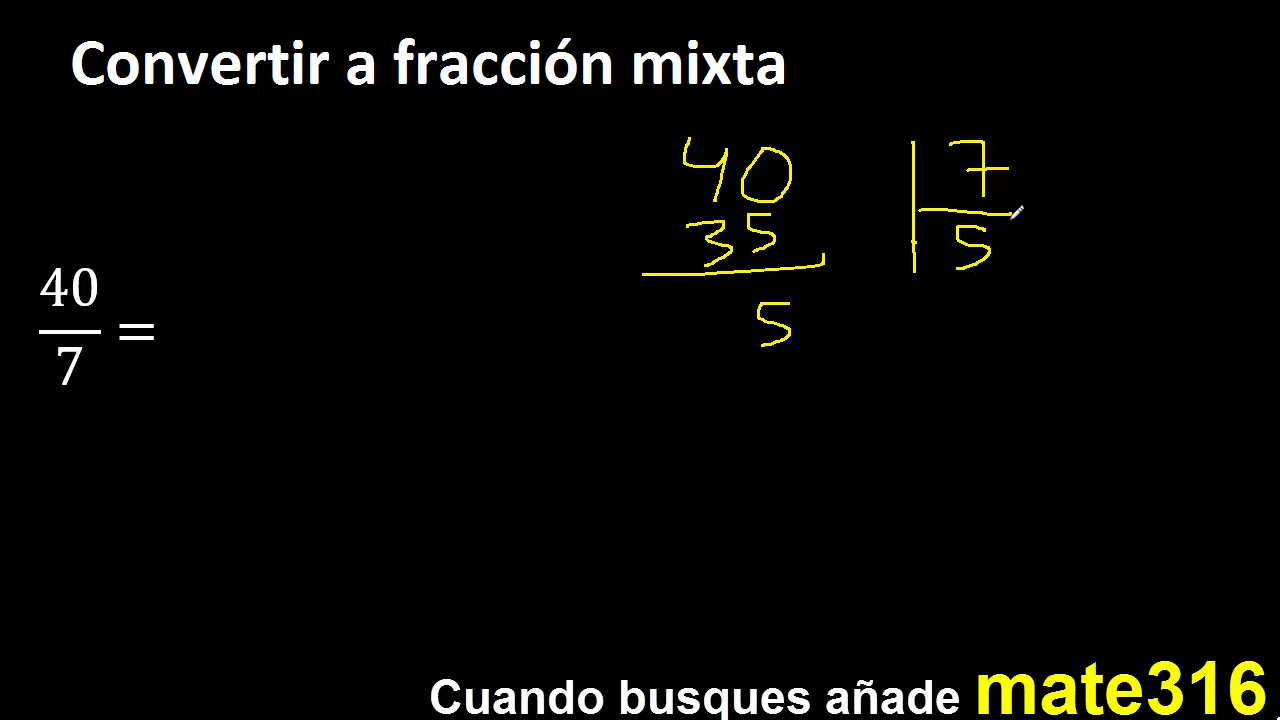 Convertir a fracción mixta
40 7
35 5
5
40
7 =
Cuando busques añade mate316